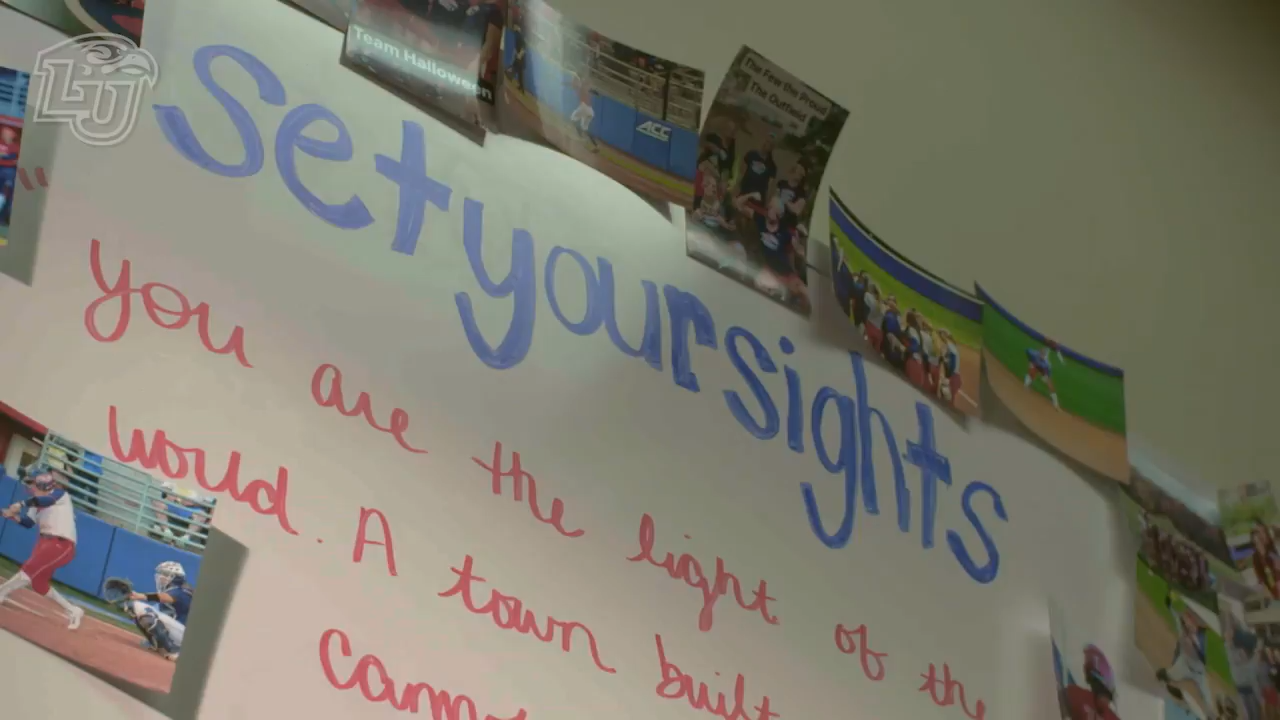 LU
Team Halloween
ACC
The Few the Proud
The Outfield
Set your sights
"
you are the light of the
world. A town built